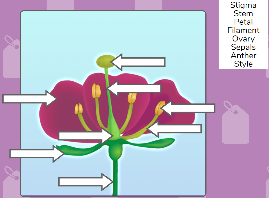 Stigma
Stem
Petal
Filament
Ovary
Sepals
Anther
Style